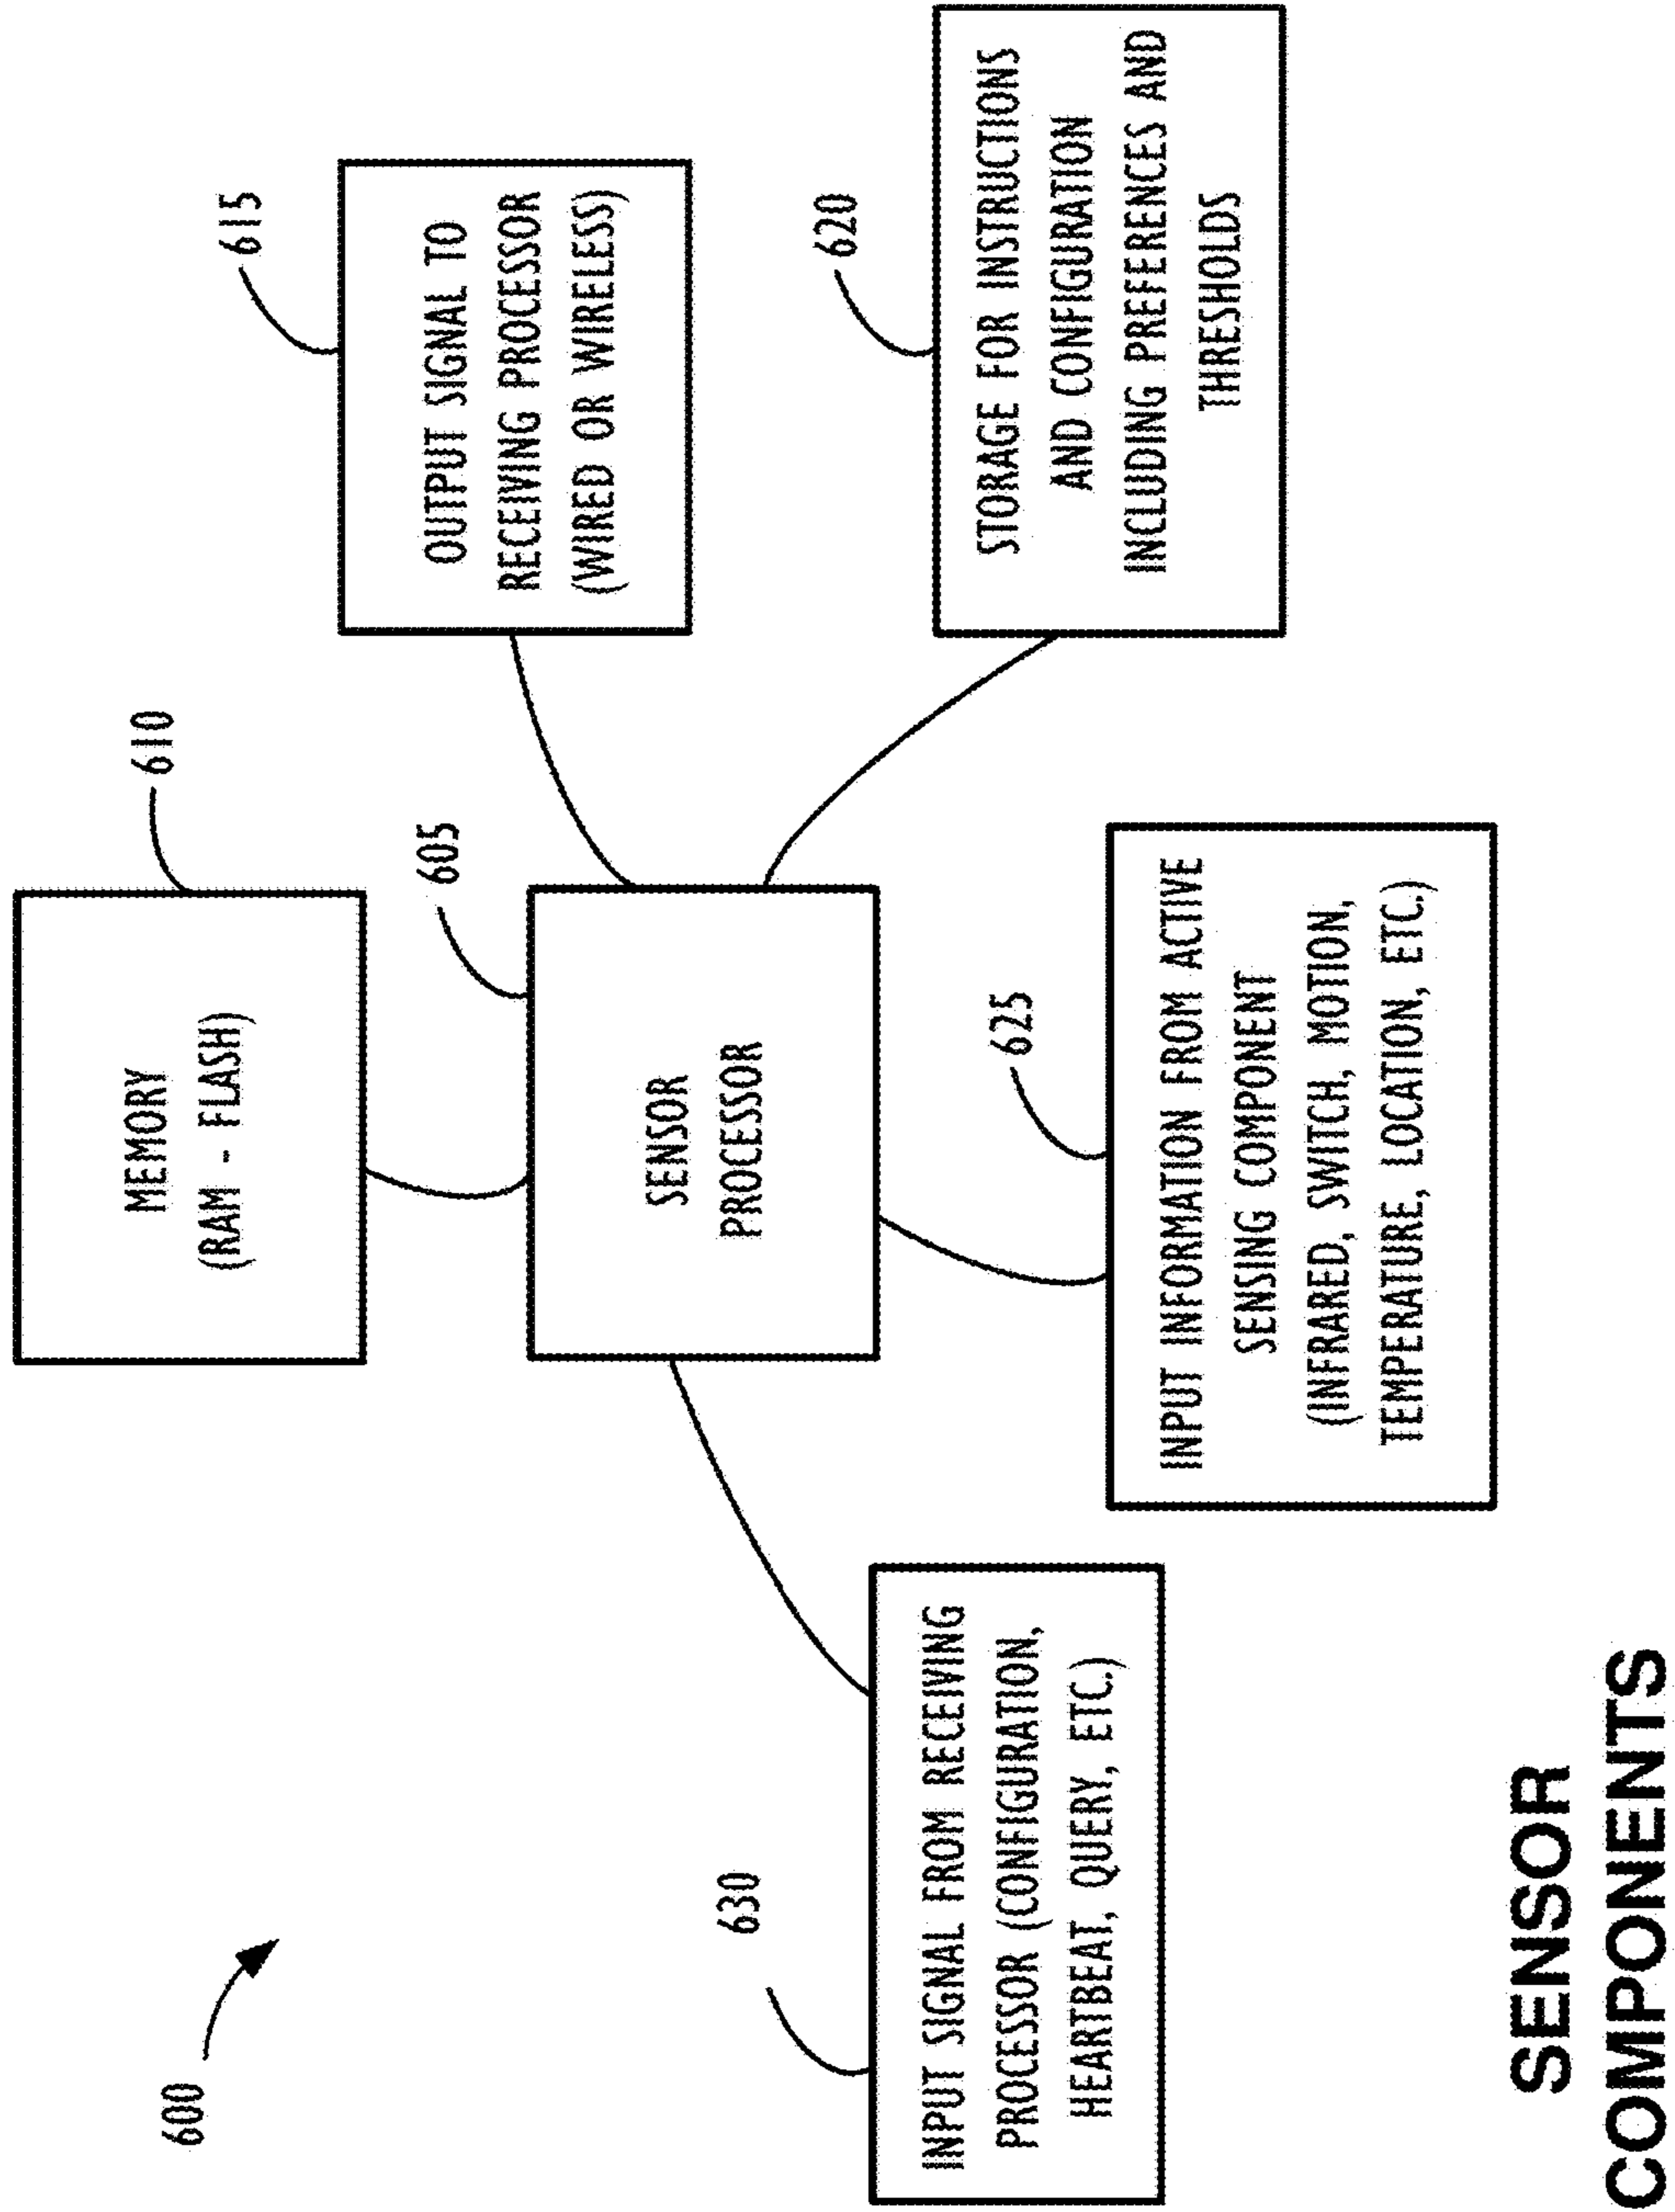 600
610
MEMORY
(RAM - FLASH)
605
SENSOR
PROCESSOR
615
OUTPUT SIGNAL TO
RECEIVING PROCESSOR
(WIRED OR WIRELESS)
620
STORAGE FOR INSTRUCTIONS
AND CONFIGURATION
INCLUDING PREFERENCES AND
THRESHOLDS
625
INPUT INFORMATION FROM ACTIVE
SENSING COMPONENT
(INFRARED, SWITCH, MOTION,
TEMPERATURE, LOCATION, ETC.)
630
INPUT SIGNAL FROM RECEIVING
PROCESSOR (CONFIGURATION,
HEARTBEAT, QUERY, ETC.)
SENSOR
COMPONENTS